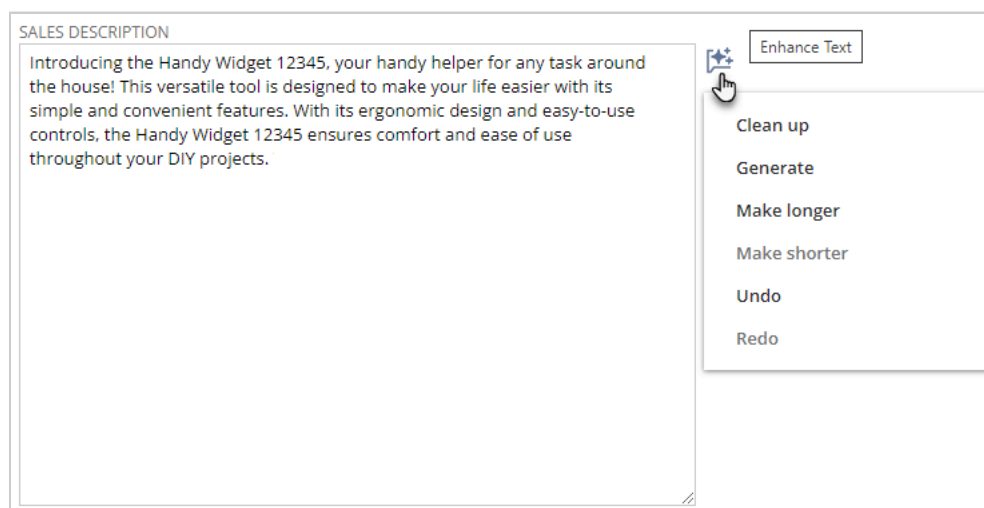 SALES DESCRIPTION
Introducing the Handy Widget 12345, your handy helper for any task around
the house! This versatile tool is designed to make your life easier with its
simple and convenient features. With its ergonomic design and easy-to-use
controls, the Handy Widget 12345 ensures comfort and ease of use
throughout your DIY projects.
Enhance Text
Clean up
Generate
Make longer
Make shorter
Undo
Redo